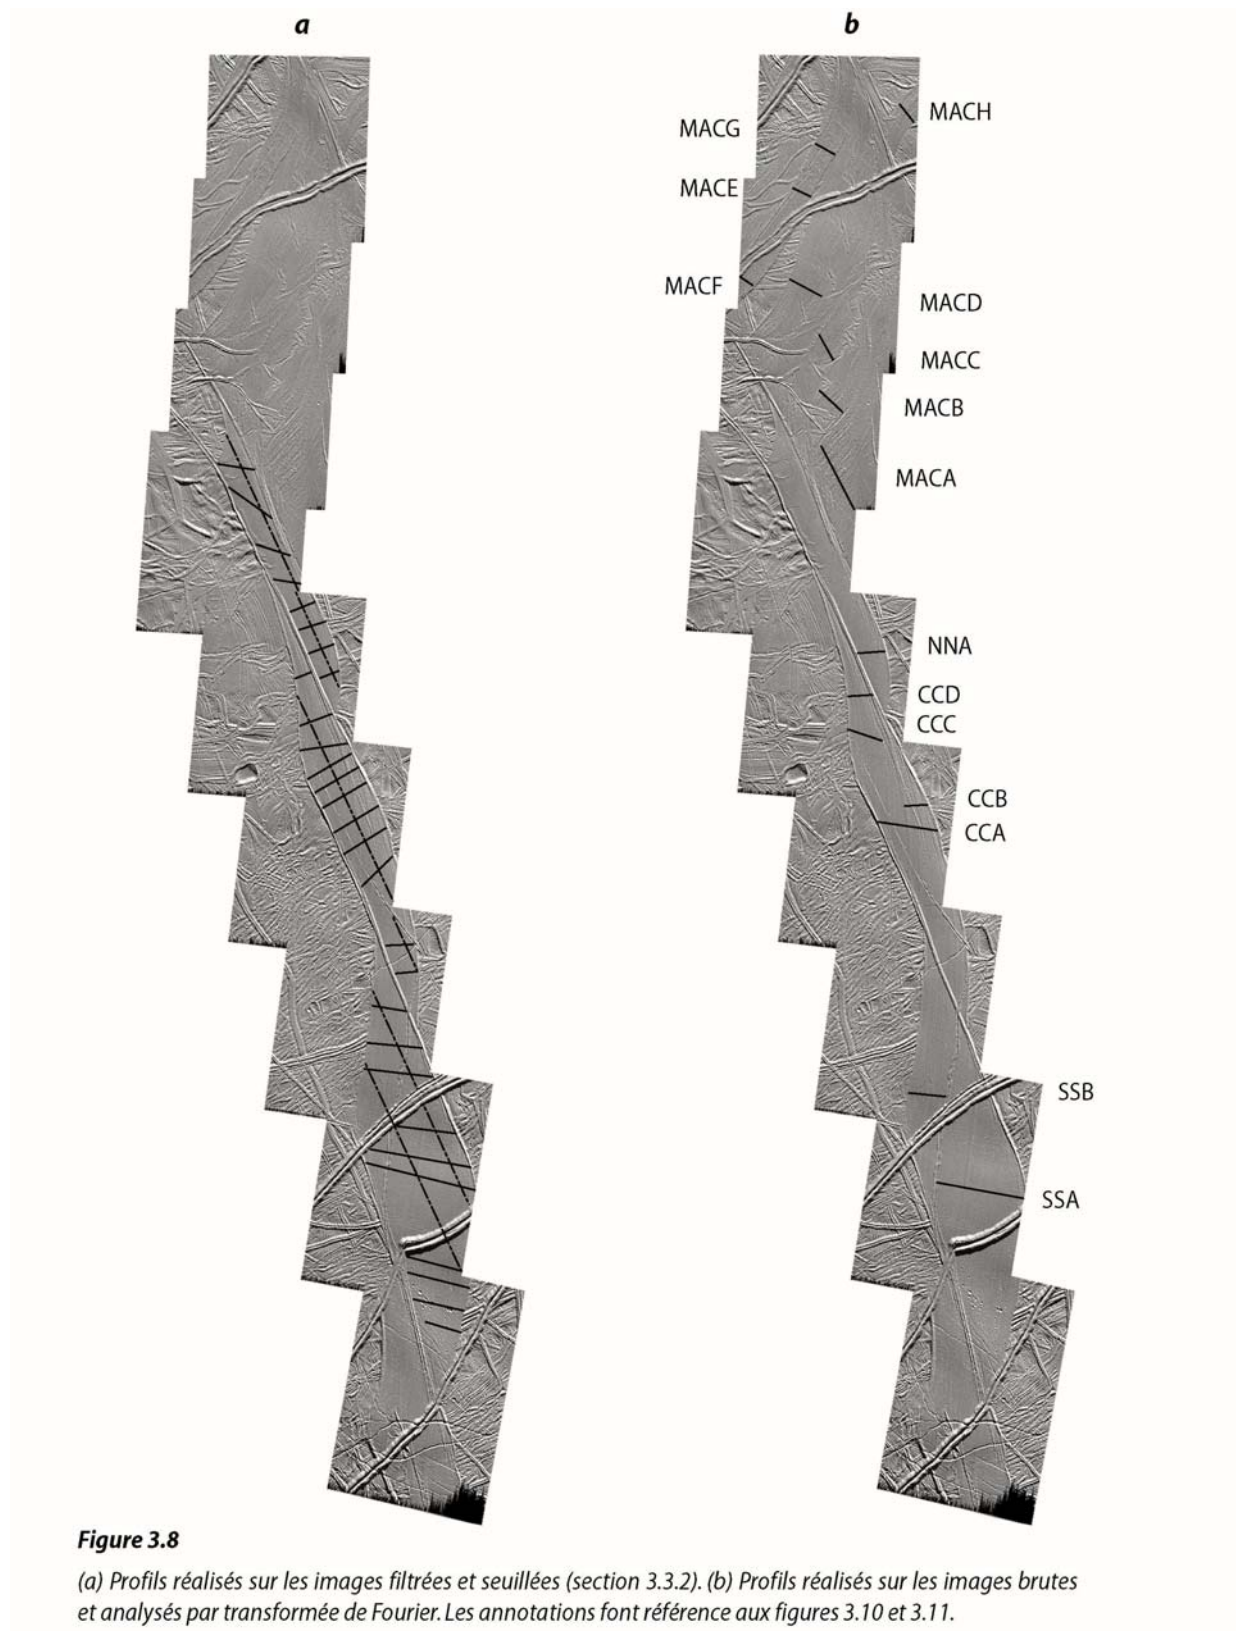 a
b
MACH
MACG
MACE
MACF
MACD
MACC
MACB
MACA
NNA
CCD
CCC
CCB
CCA
SSB
SSA
Figure 3.8
(a) Profils réalisés sur les images filtrées et seuillées (section 3.3.2). (b) Profils réalisés sur les images brutes
et analysés par transformée de Fourier. Les annotations font référence aux figures 3.10 et 3.11.